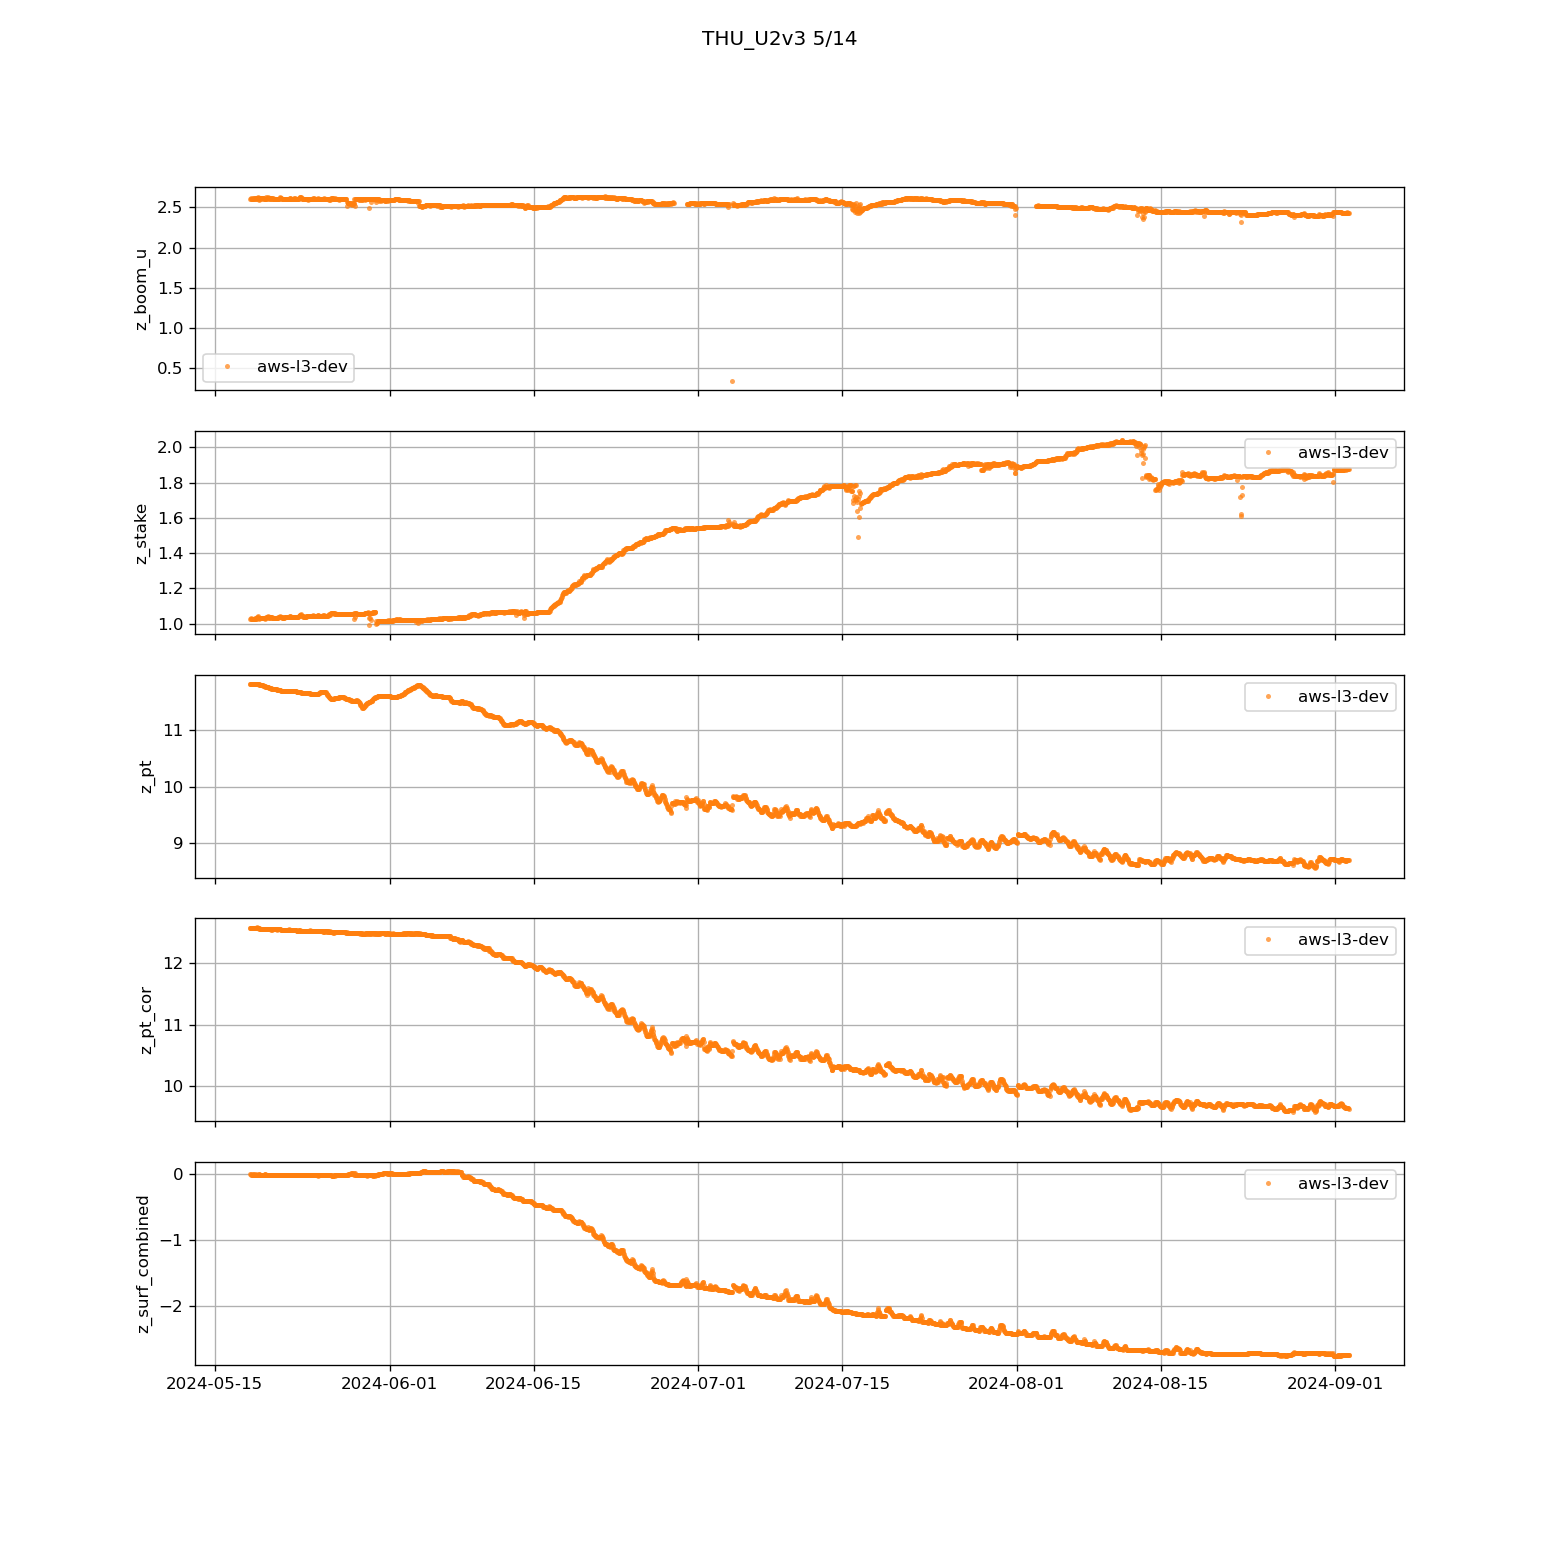 THU_U2v3 5/14
2.5
2.0
1.5
1.0
0.5
z_boom_u
aws-l3-dev
2.0
1.8
1.6
1.4
1.2
1.0
z_stake
aws-l3-dev
11
10
9
z_pt
aws-l3-dev
12
11
10
z_pt_cor
aws-l3-dev
0
−1
−2
z_surf_combined
aws-l3-dev
2024-05-15 2024-06-01 2024-06-15 2024-07-01 2024-07-15 2024-08-01 2024-08-15 2024-09-01